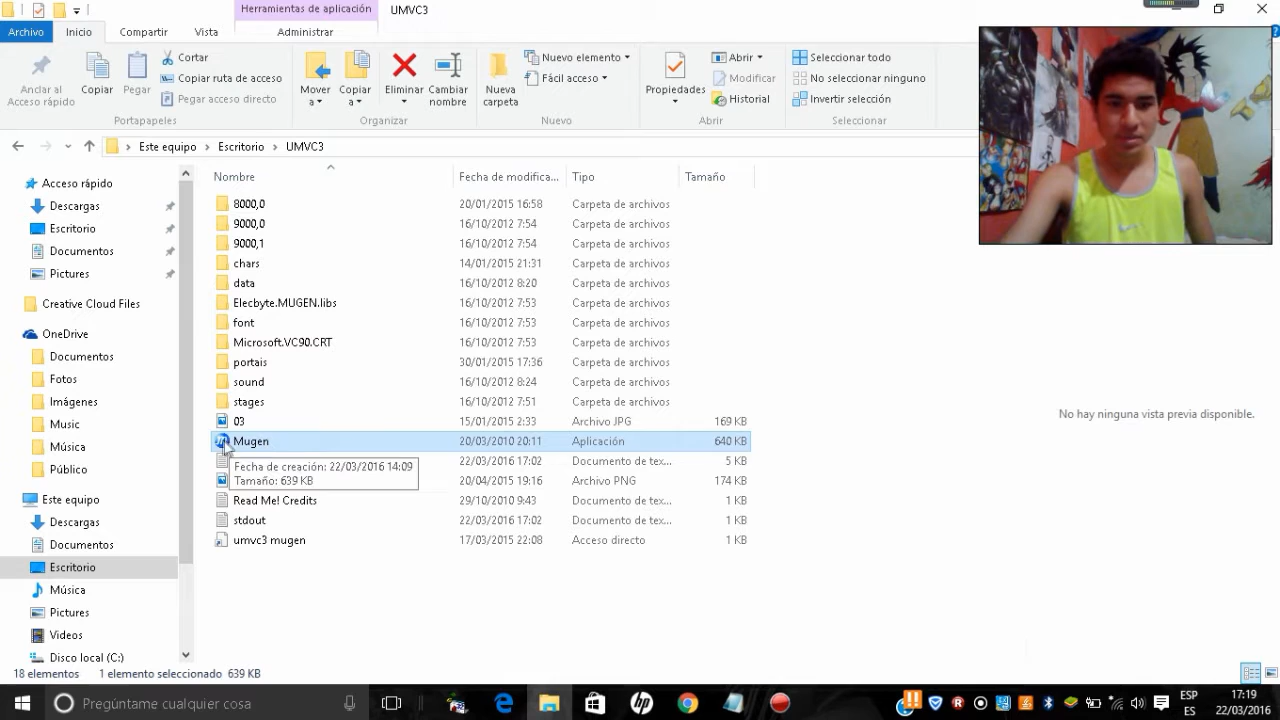 Herramientas de aplicación UMVC3
Archivo Inicio Compartir Vista Administrar
Anclar al Acceso rápido
Copiar
Pegar
Cortar
Copiar ruta de acceso
Pegar acceso directo
Portapapeles
Mover a
Copiar a
Eliminar
Cambiar nombre
Organizar
Nueva carpeta
Nuevo elemento
Fácil acceso
Nuevo
Propiedades
Abrir
Modificar
Historial
Abrir
Seleccionar todo
No seleccionar ninguno
Invertir selección
Seleccionar
Este equipo > Escritorio > UMVC3
Acceso rápido
Descargas
Escritorio
Documentos
Pictures
Creative Cloud Files
OneDrive
Documentos
Fotos
Imágenes
Music
Música
Público
Este equipo
Descargas
Documentos
Escritorio
Música
Pictures
Videos
Disco local (C:)
Nombre Fecha de modifica... Tipo Tamaño
8000,0 20/01/2015 16:58 Carpeta de archivos
9000,0 16/10/2012 7:54 Carpeta de archivos
9000,1 16/10/2012 7:54 Carpeta de archivos
chars 14/01/2015 21:31 Carpeta de archivos
data 16/10/2012 8:20 Carpeta de archivos
Elecbyte.MUGEN.libs 16/10/2012 7:53 Carpeta de archivos
font 16/10/2012 7:53 Carpeta de archivos
Microsoft.VC90.CRT 16/10/2012 7:53 Carpeta de archivos
portais 30/01/2015 17:36 Carpeta de archivos
sound 16/10/2012 8:24 Carpeta de archivos
stages 16/10/2012 7:51 Carpeta de archivos
03 15/01/2015 2:33 Archivo JPG 169 KB
Mugen 20/03/2010 20:11 Aplicación 640 KB
22/03/2016 17:02 Documento de tex... 5 KB
20/04/2015 19:16 Archivo PNG 174 KB
Fecha de creación: 22/03/2016 14:09
Tamaño: 639 KB
Read Me! Credits 29/10/2010 9:43 Documento de tex... 1 KB
stdout 22/03/2016 17:02 Documento de tex... 1 KB
umvc3 mugen 17/03/2015 22:08 Acceso directo 1 KB
No hay ninguna vista previa disponible.
18 elementos 1 elemento seleccionado 639 KB
Pregúntame cualquier cosa
ESP
ES
17:19
22/03/2016